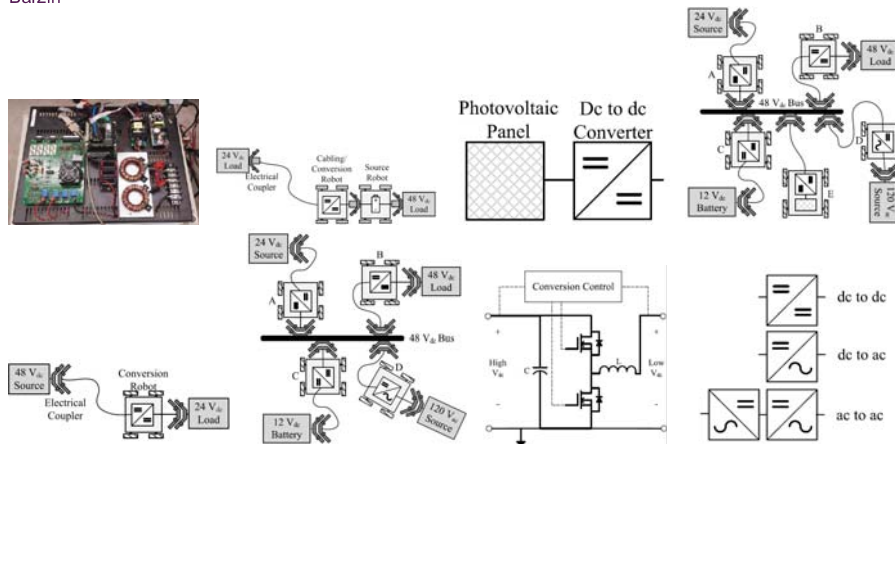 24 Vdc
Source
B
48 Vdc
Load
A
48 Vdc Bus
C
D
12 Vdc
Battery
E
120 Vac
Source
Photovoltaic
Panel
Dc to dc
Converter
24 Vdc
Load
Electrical
Coupler
Cabling/
Conversion
Robot
Source
Robot
48 Vdc
Load
24 Vdc
Source
B
48 Vdc
Load
A
48 Vdc Bus
C
D
12 Vdc
Battery
120 Vac
Source
Conversion Control
+
+
High
Vdc
C
L
Low
Vdc
-
-
dc to dc
dc to ac
ac to ac
48 Vdc
Source
Electrical
Coupler
Conversion
Robot
24 Vdc
Load